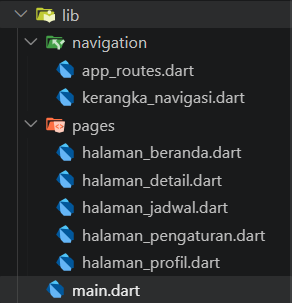 lib
navigation
app_routes.dart
kerangka_navigasi.dart
pages
halaman_beranda.dart
halaman_detail.dart
halaman_jadwal.dart
halaman_pengaturan.dart
halaman_profil.dart
main.dart